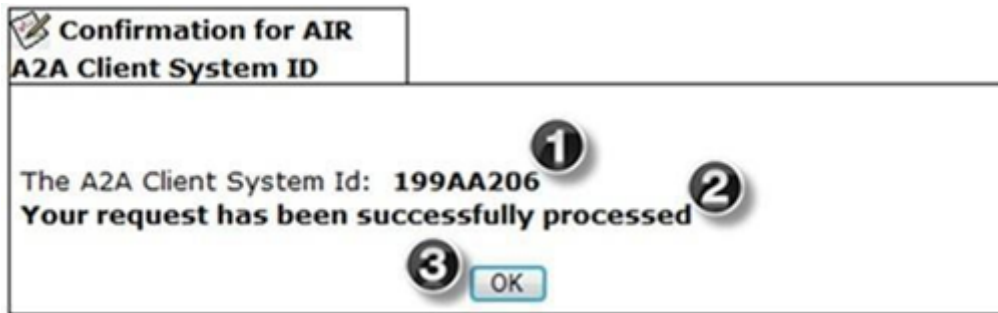 Confirmation for AIR
A2A Client System ID
1
The A2A Client System Id: 199AA206
2
Your request has been successfully processed
3
OK